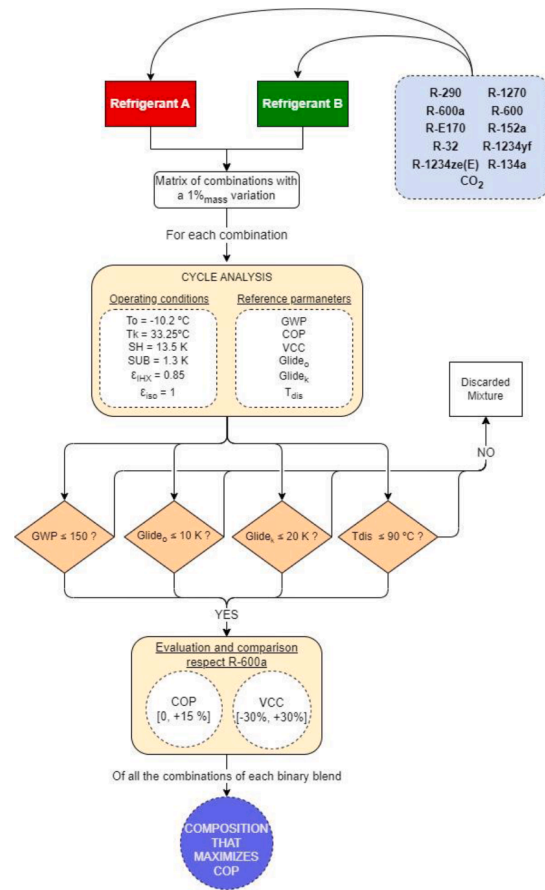 Refrigerant A
Refrigerant B
R-290 R-1270
R-600a R-600
R-E170 R-152a
R-32 R-1234yf
R-1234ze(E) R-134a
CO₂
Matrix of combinations with
a 1%mass variation
For each combination
CYCLE ANALYSIS
Operating conditions
To = -10.2 ºC
Tk = 33.25ºC
SH = 13.5 K
SUB = 1.3 K
εIHX = 0.85
εiso = 1
Reference parmaneters
GWP
COP
VCC
Glideo
Glidek
Tdis
Discarded
Mixture
NO
GWP ≤ 150 ?
Glideo ≤ 10 K ?
Glidek ≤ 20 K ?
Tdis ≤ 90 ºC ?
YES
Evaluation and comparison
respect R-600a
COP
[0, +15 %]
VCC
[-30%, +30%]
Of all the combinations of each binary blend
COMPOSITION
THAT
MAXIMIZES
COP